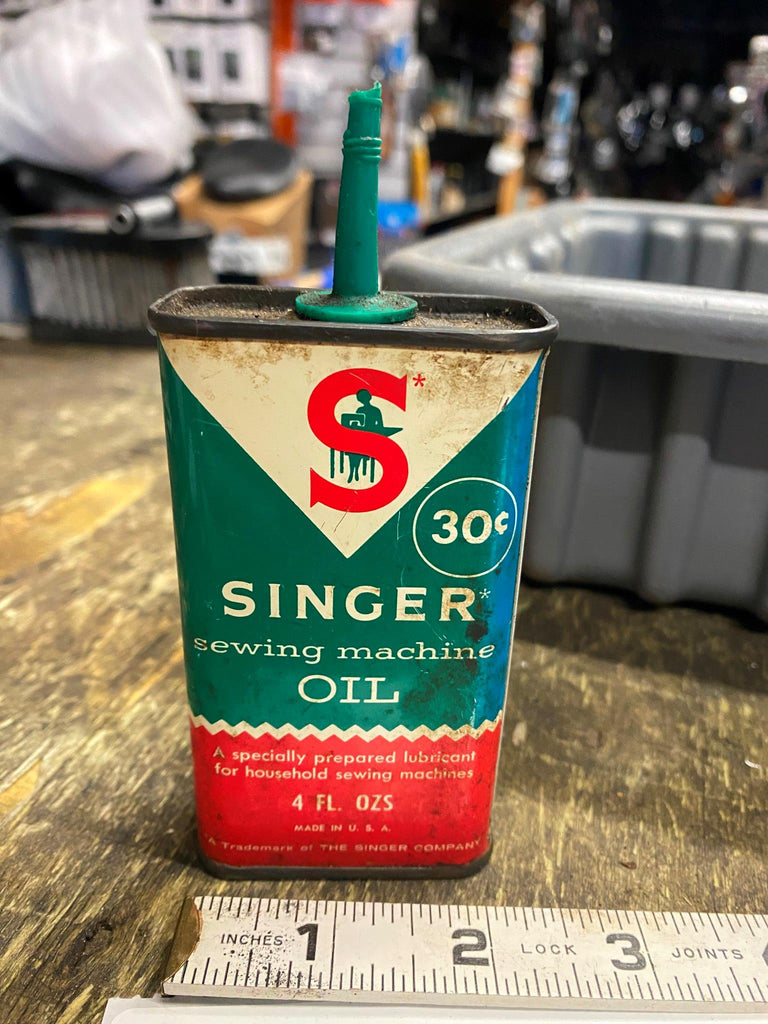 S*
30¢
SINGER*
sewing machine
OIL
A specially prepared lubricant
for household sewing machines
4 FL. OZS
MADE IN U. S. A.
A Trademark of THE SINGER COMPANY
INCHES 1 2 LOCK 3 JOINTS